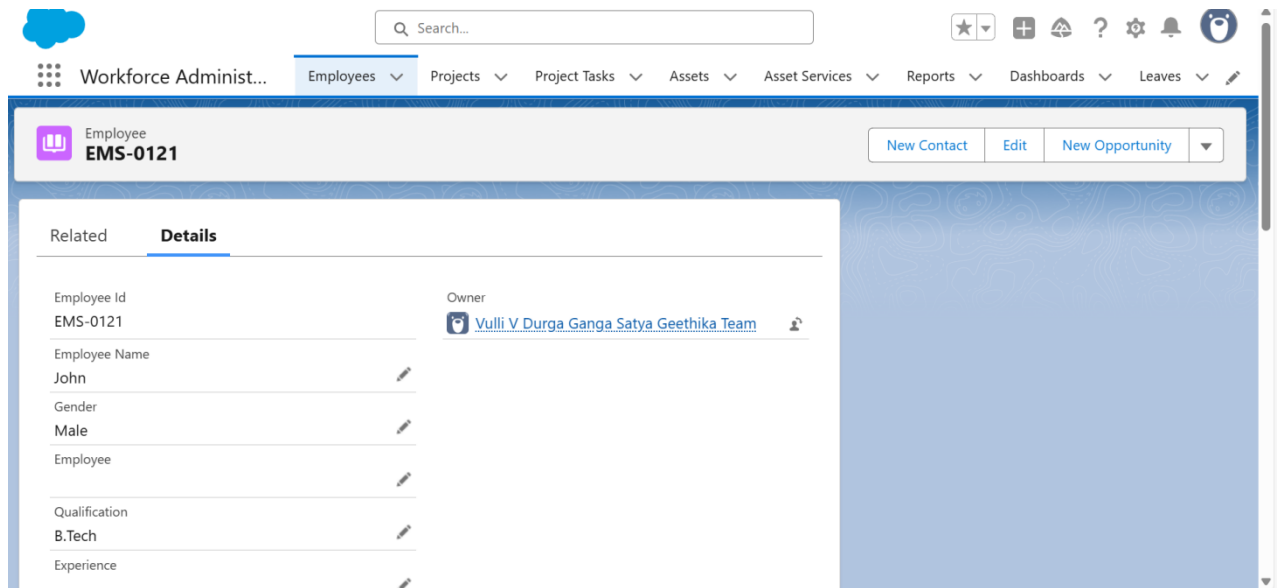 Search...
Workforce Administ... Employees Projects Project Tasks Assets Asset Services Reports Dashboards Leaves
Employee
EMS-0121
New Contact Edit New Opportunity
Related Details
Employee Id
EMS-0121
Owner
Vulli V Durga Ganga Satya Geethika Team
Employee Name
John
Gender
Male
Employee
Qualification
B.Tech
Experience